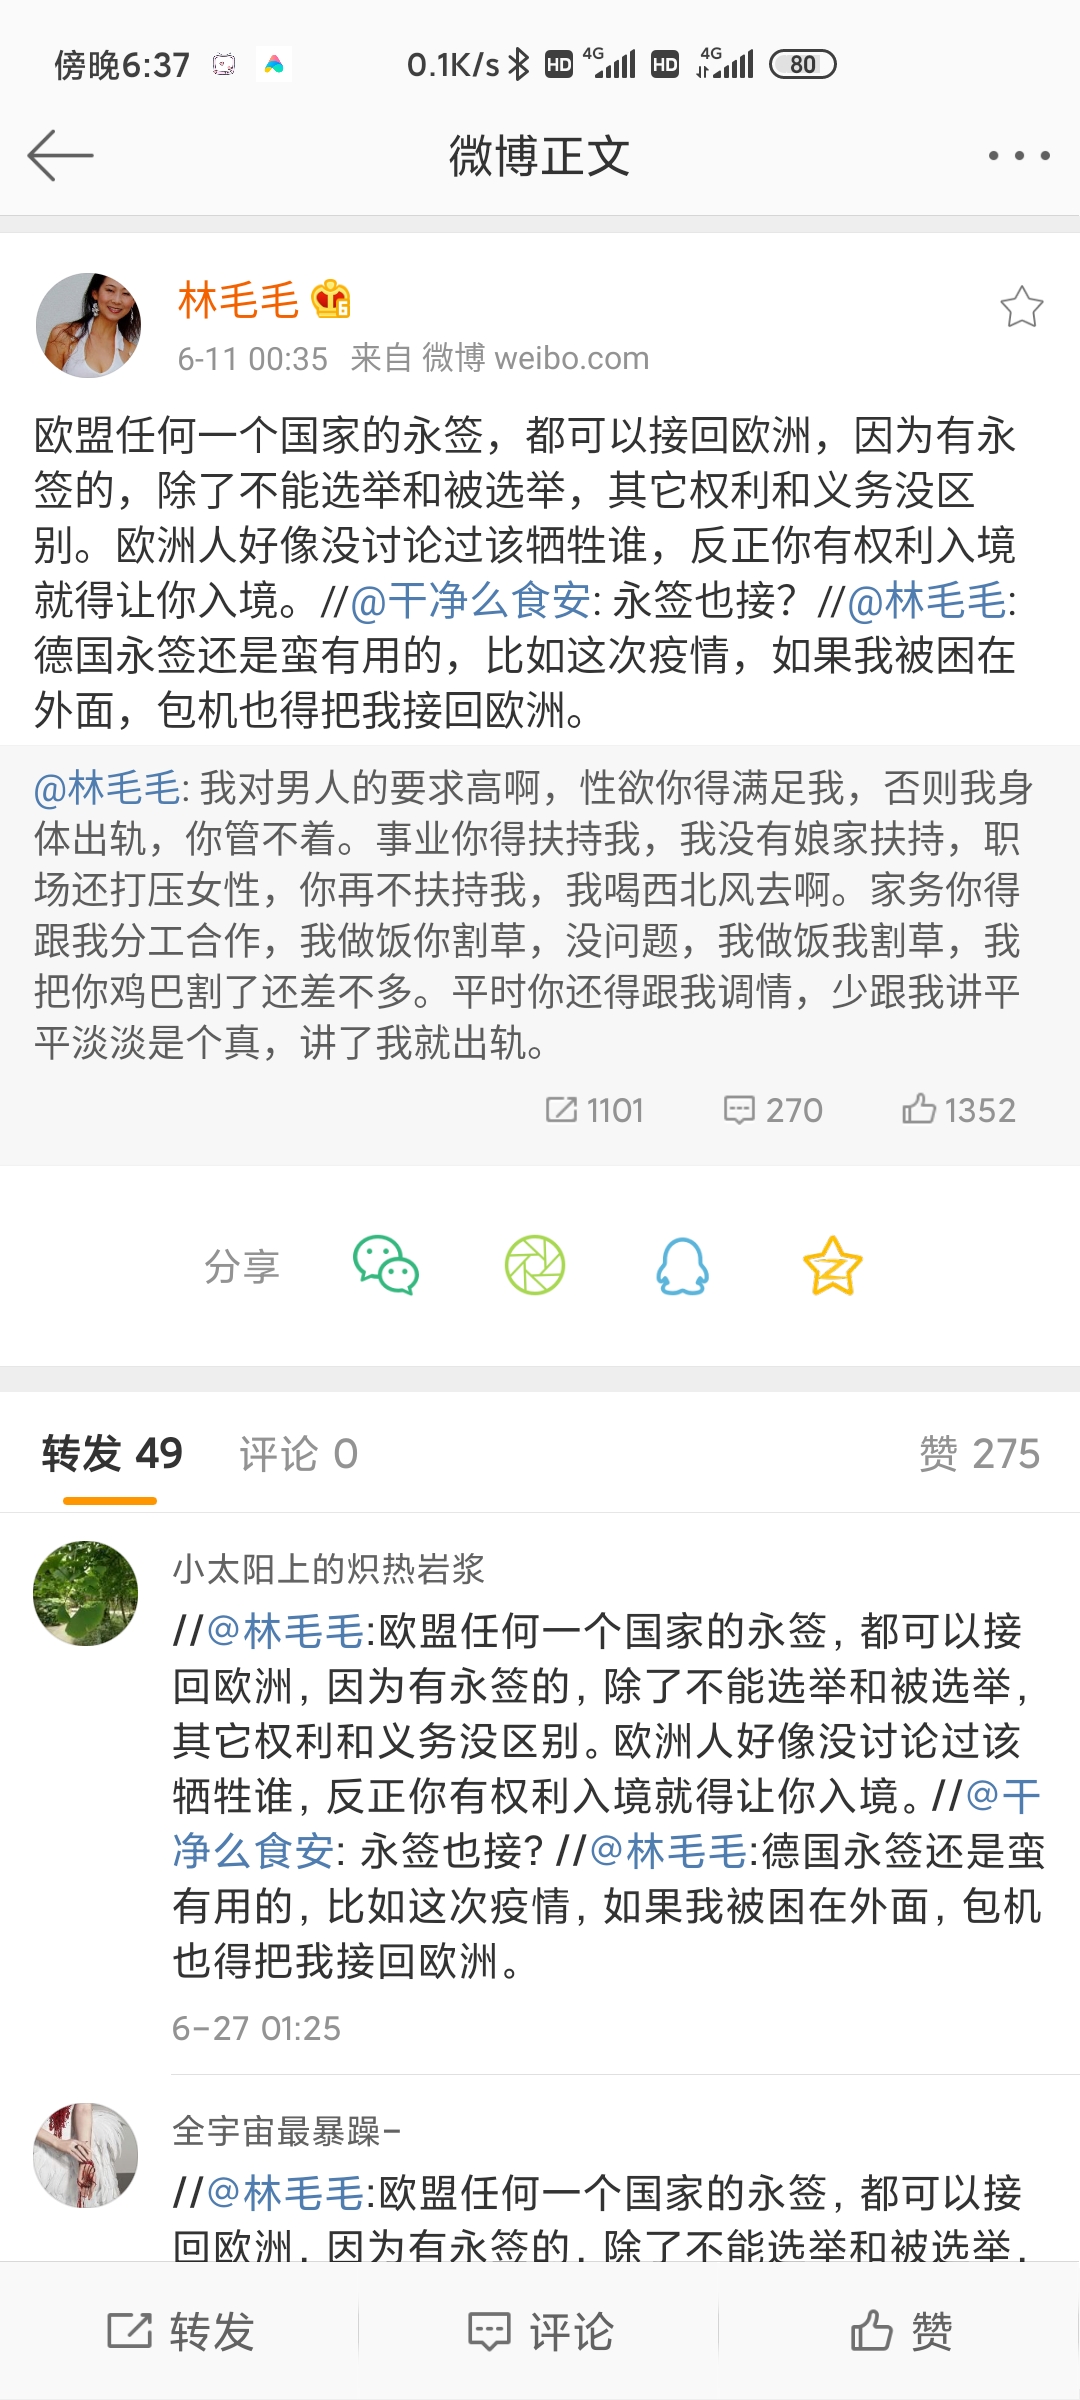 傍晚6:37
0.1K/s HD 4G HD 4G 80
微博正文
林毛毛 6
6-11 00:35 来自 微博 weibo.com
欧盟任何一个国家的永签，都可以接回欧洲，因为有永
签的，除了不能选举和被选举，其它权利和义务没区
别。欧洲人好像没讨论过该牺牲谁，反正你有权利入境
就得让你入境。//@干净么食安: 永签也接？//@林毛毛:
德国永签还是蛮有用的，比如这次疫情，如果我被困在
外面，包机也得把我接回欧洲。
@林毛毛: 我对男人的要求高啊，性欲你得满足我，否则我身
体出轨，你管不着。事业你得扶持我，我没有娘家扶持，职
场还打压女性，你再不扶持我，我喝西北风去啊。家务你得
跟我分工合作，我做饭你割草，没问题，我做饭我割草，我
把你鸡巴割了还差不多。平时你还得跟我调情，少跟我讲平
平淡淡是个真，讲了我就出轨。
1101 270 1352
分享
转发 49 评论 0 赞 275
小太阳上的炽热岩浆
//@林毛毛:欧盟任何一个国家的永签，都可以接
回欧洲，因为有永签的，除了不能选举和被选举，
其它权利和义务没区别。欧洲人好像没讨论过该
牺牲谁，反正你有权利入境就得让你入境。//@干
净么食安: 永签也接？//@林毛毛:德国永签还是蛮
有用的，比如这次疫情，如果我被困在外面，包机
也得把我接回欧洲。
6-27 01:25
全宇宙最暴躁-
//@林毛毛:欧盟任何一个国家的永签，都可以接
回欧洲，因为有永签的，除了不能选举和被选举，
转发 评论 赞